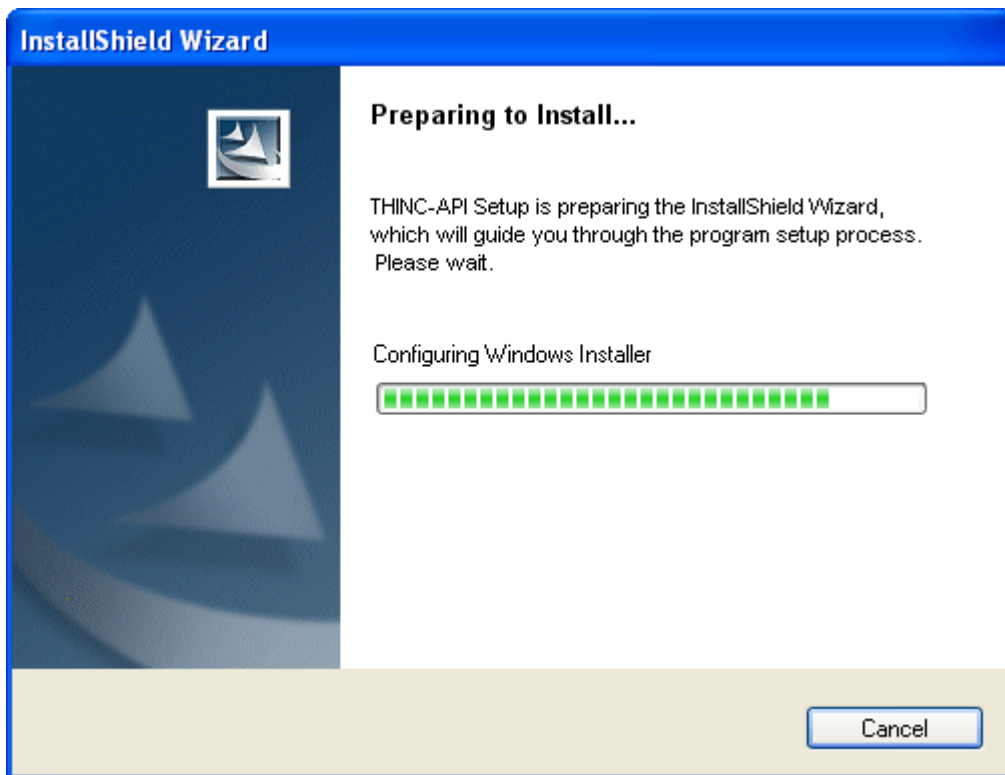 InstallShield Wizard
Preparing to Install...
THINC-API Setup is preparing the InstallShield Wizard,
which will guide you through the program setup process.
Please wait.
Configuring Windows Installer
Cancel